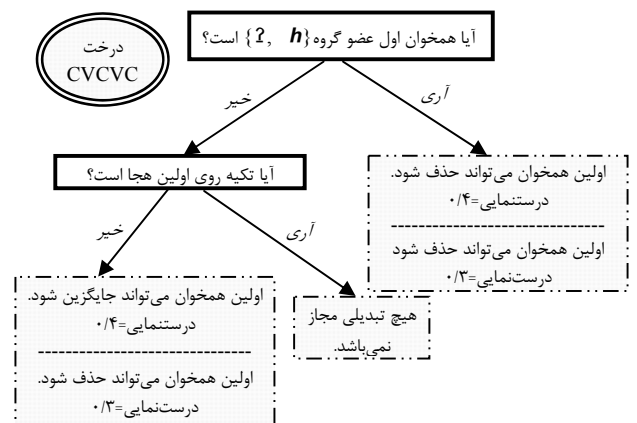 درخت
CVCVC
آیا همخوان اول عضو گروه {ʔ, h} است؟
خیر
آری
آیا تکیه روی اولین هجا است؟
اولین همخوان می‌تواند حذف شود.
درستنمایی=۰/۴
اولین همخوان می‌تواند حذف شود
درست‌نمایی=۰/۳
خیر
آری
اولین همخوان می‌تواند جایگزین شود.
درستنمایی=۰/۴
اولین همخوان می‌تواند حذف شود.
درست‌نمایی=۰/۳
هیچ تبدیلی مجاز
نمی‌باشد.